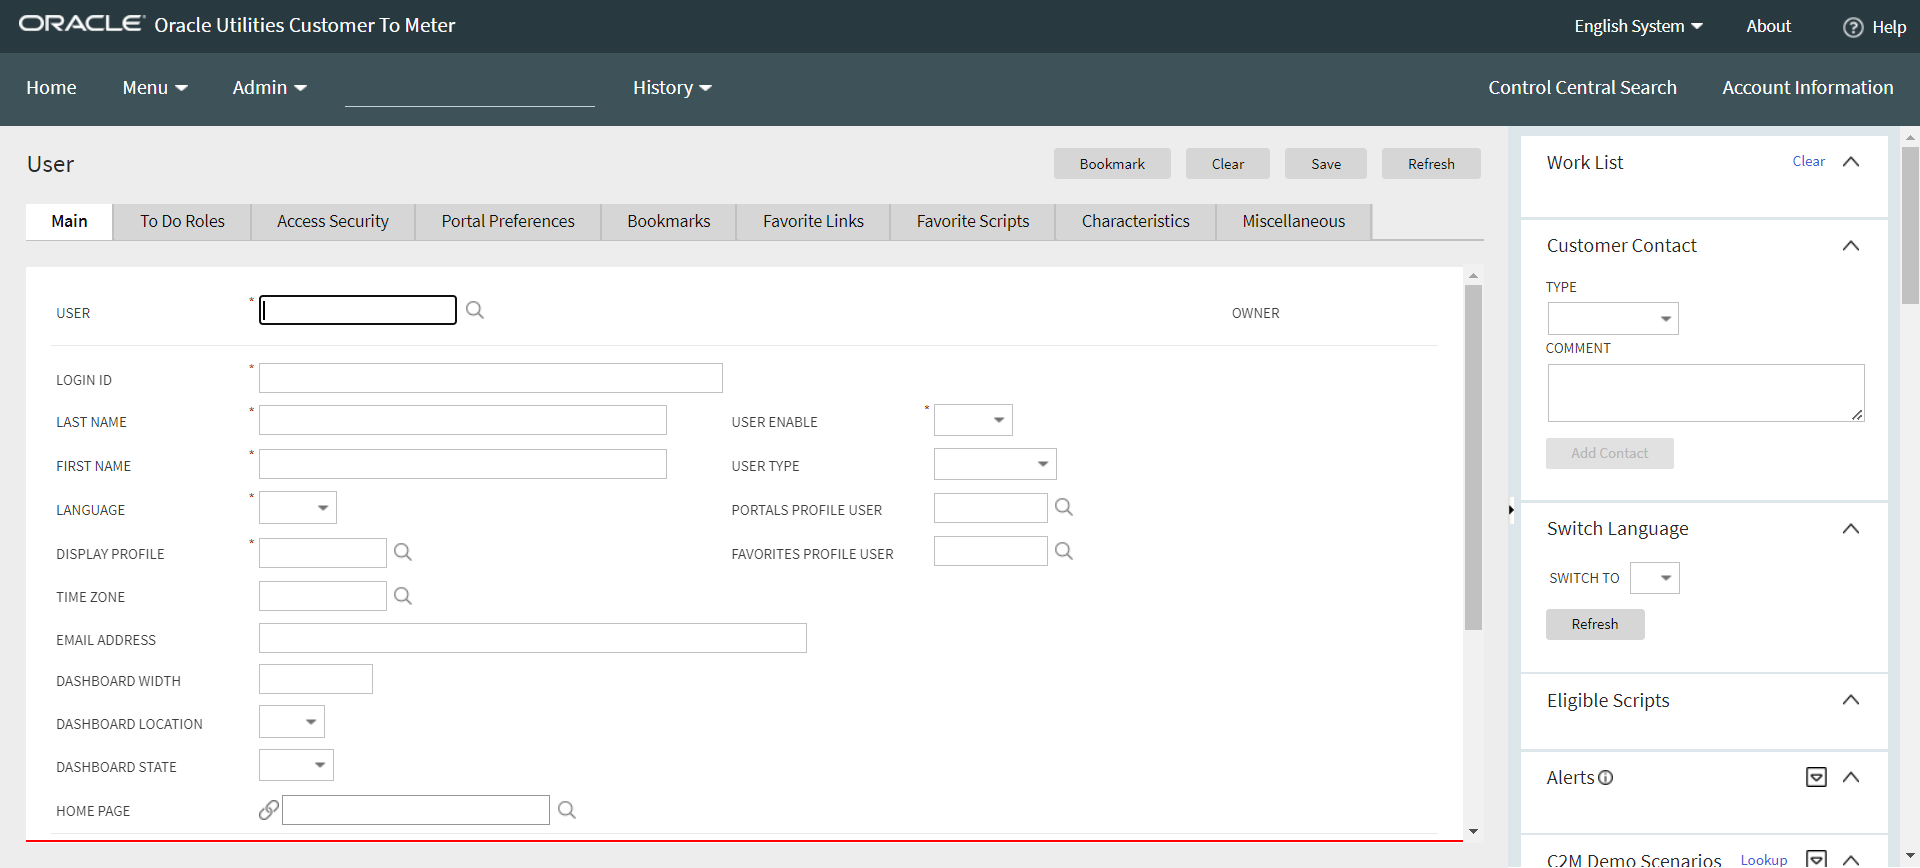 ORACLE Oracle Utilities Customer To Meter
English System About Help
Home Menu Admin History Control Central Search Account Information
User
Bookmark Clear Save Refresh
Main To Do Roles Access Security Portal Preferences Bookmarks Favorite Links Favorite Scripts Characteristics Miscellaneous
USER * OWNER
LOGIN ID *
LAST NAME * USER ENABLE *
FIRST NAME * USER TYPE
LANGUAGE * PORTALS PROFILE USER
DISPLAY PROFILE * FAVORITES PROFILE USER
TIME ZONE
EMAIL ADDRESS
DASHBOARD WIDTH
DASHBOARD LOCATION
DASHBOARD STATE
HOME PAGE
Work List Clear
Customer Contact
TYPE
COMMENT
Add Contact
Switch Language
SWITCH TO
Refresh
Eligible Scripts
Alerts
C2M Demo Scenarios Lookup